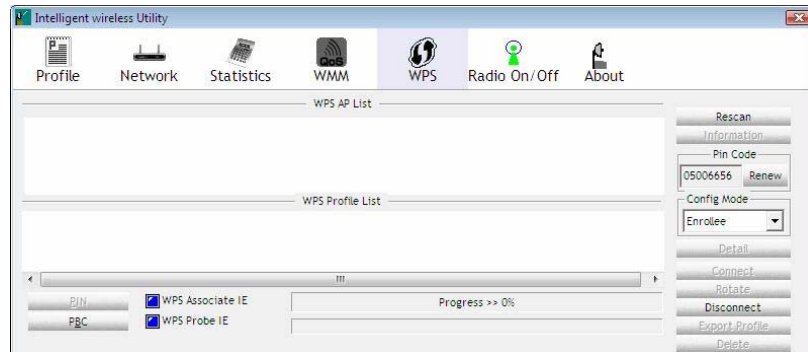 Intelligent wireless Utility
Profile
Network
Statistics
QoS
WMM
WPS
Radio On/Off
About
WPS AP List
Rescan
Information
Pin Code
05006656
Renew
WPS Profile List
Config Mode
Enrollee
Detail
Connect
PIN
WPS Associate IE
Progress >> 0%
Rotate
Disconnect
PBC
WPS Probe IE
Export Profile
Delete